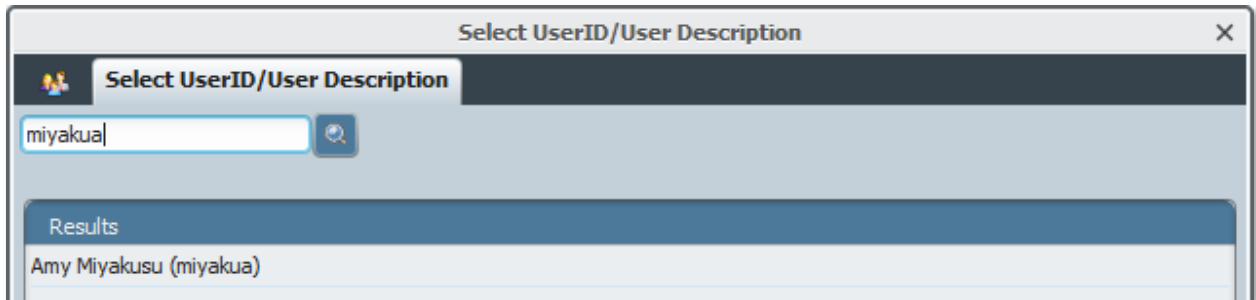 Select UserID/User Description
Select UserID/User Description
miyakua
Results
Amy Miyakusu (miyakua)